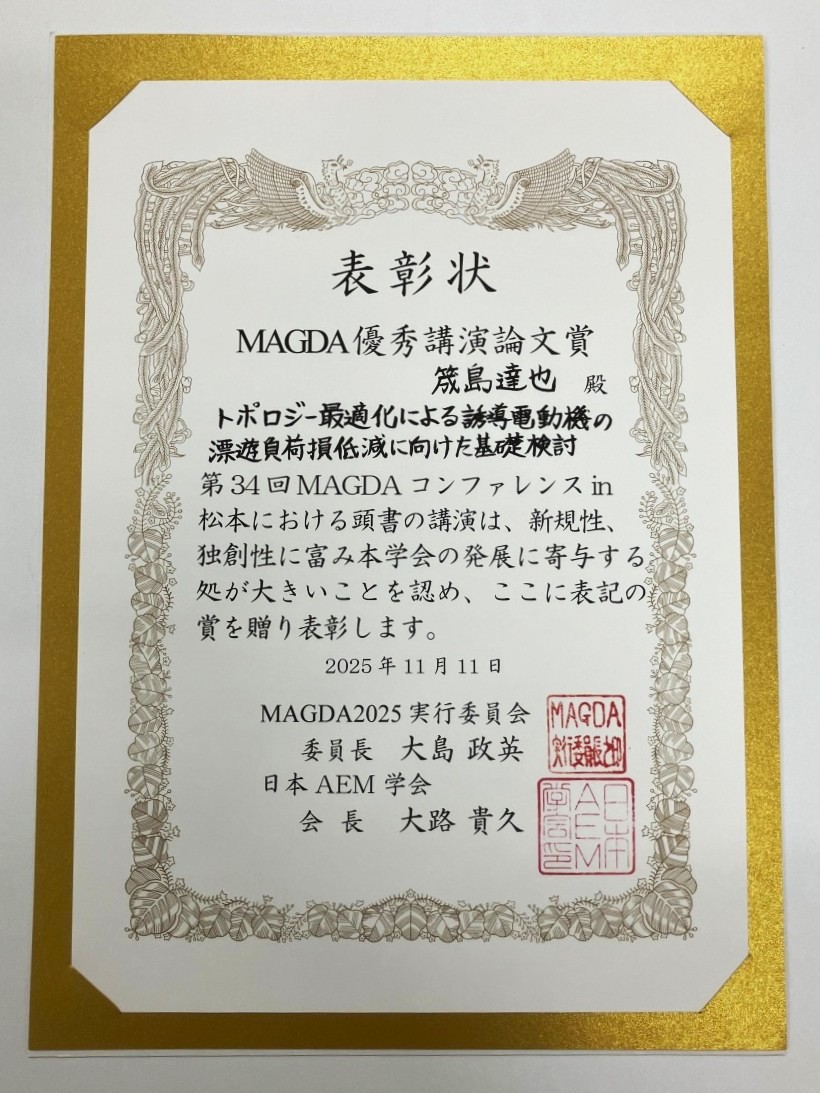 表彰状
MAGDA優秀講演論文賞
筬島達也 殿
トポロジー最適化による誘導電動機の
漂遊負荷損低減に向けた基礎検討
第34回MAGDAコンファレンスin
松本における頭書の講演は、新規性、
独創性に富み本学会の発展に寄与する
処が大きいことを認め、ここに表記の
賞を贈り表彰します。
2025年11月11日
MAGDA2025実行委員会
委員長 大島 政英
日本AEM学会
会 長 大路 貴久
MAGDA
日本
AEM
学会印